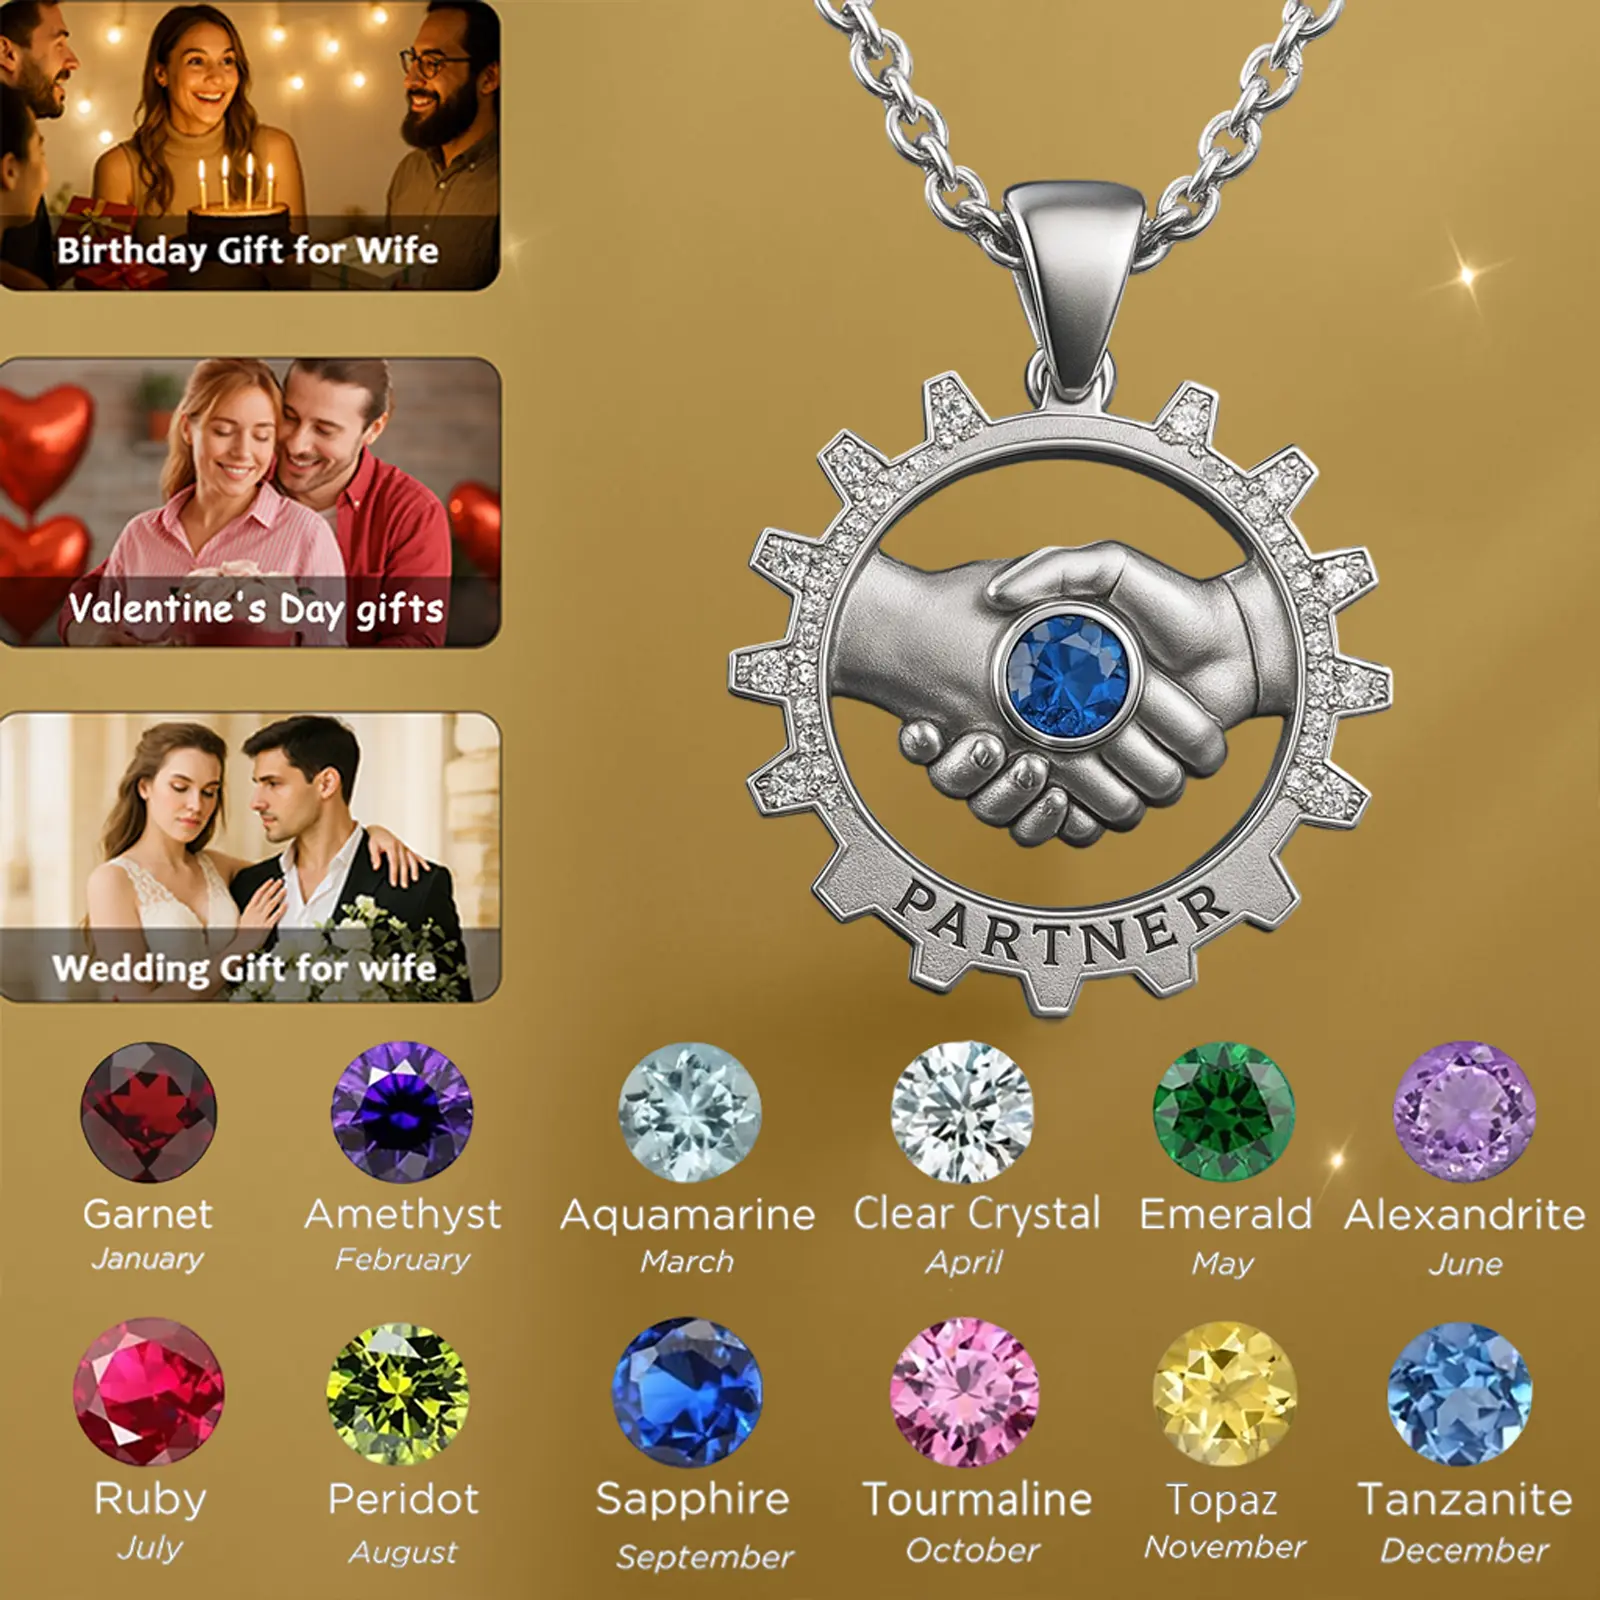 Birthday Gift for Wife
Valentine's Day gifts
Wedding Gift for wife
PARTNER
Garnet
January
Amethyst
February
Aquamarine
March
Clear Crystal
April
Emerald
May
Alexandrite
June
Ruby
July
Peridot
August
Sapphire
September
Tourmaline
October
Topaz
November
Tanzanite
December